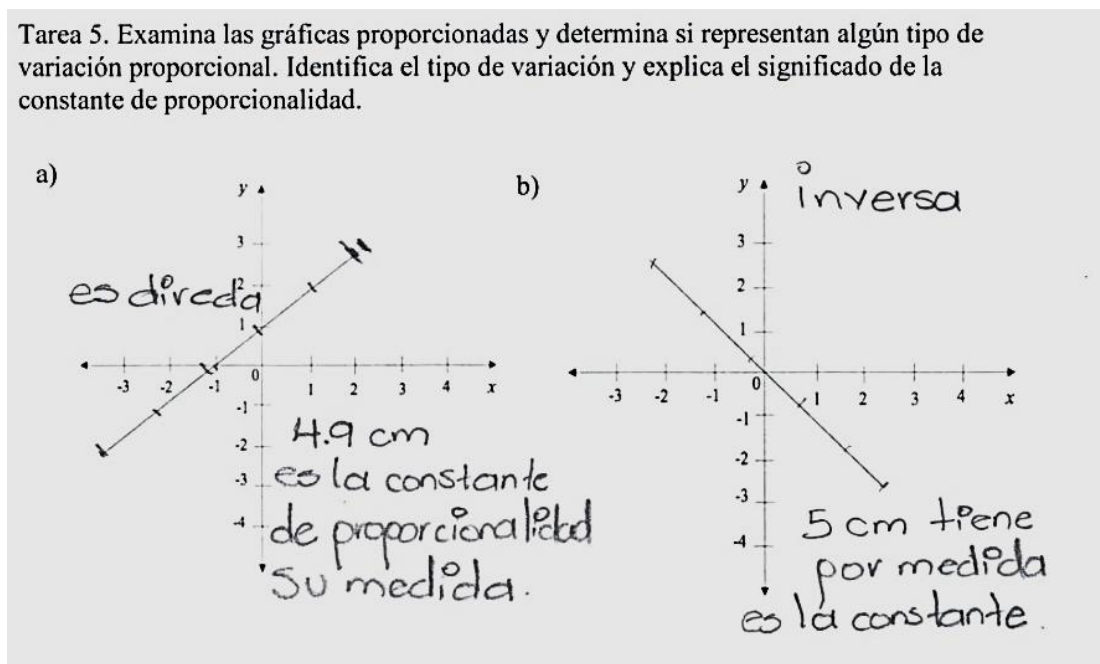 Tarea 5. Examina las gráficas proporcionadas y determina si representan algún tipo de
variación proporcional. Identifica el tipo de variación y explica el significado de la
constante de proporcionalidad.
a)
y
3
es directa
2
1
-3 -2 -1 0 1 2 3 4 x
-1
-2
-3
-4
4.9 cm
es la constante
de proporcionalidad
su medida.
b)
y
inversa
3
2
1
-3 -2 -1 0 1 2 3 4 x
-1
-2
-3
-4
5 cm tiene
por medida
es la constante.